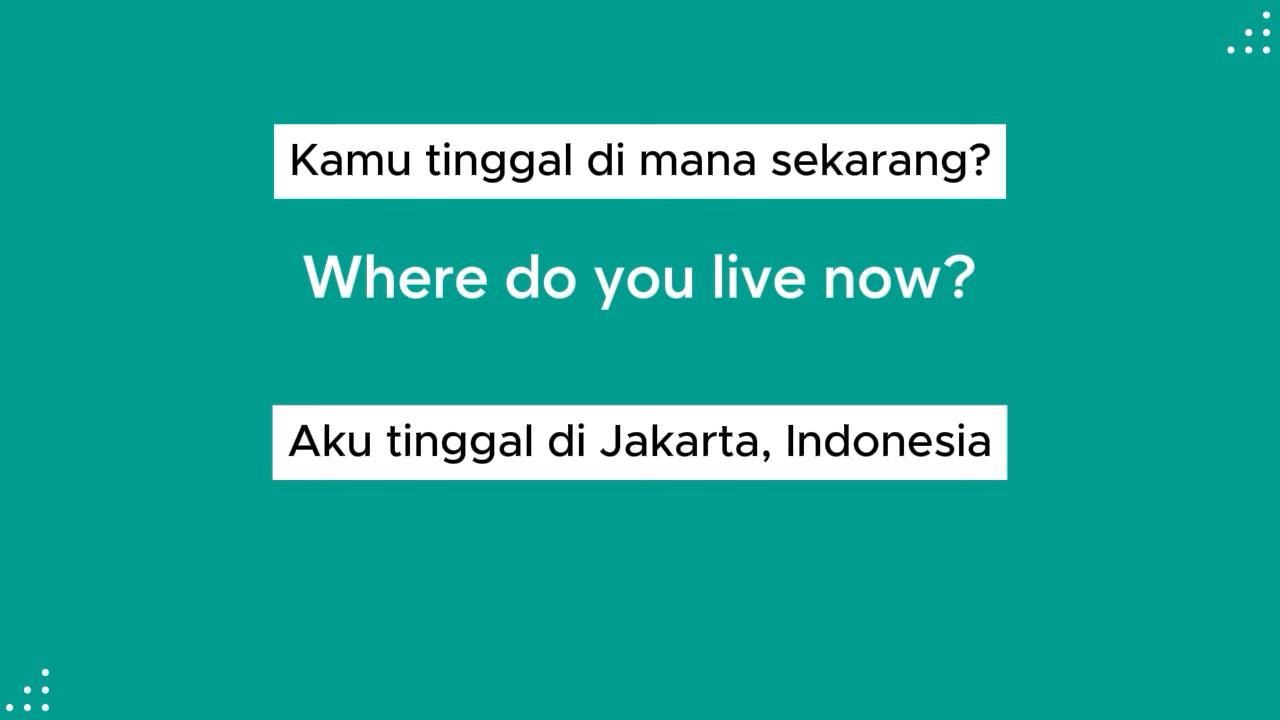 Kamu tinggal di mana sekarang?
Where do you live now?
Aku tinggal di Jakarta, Indonesia